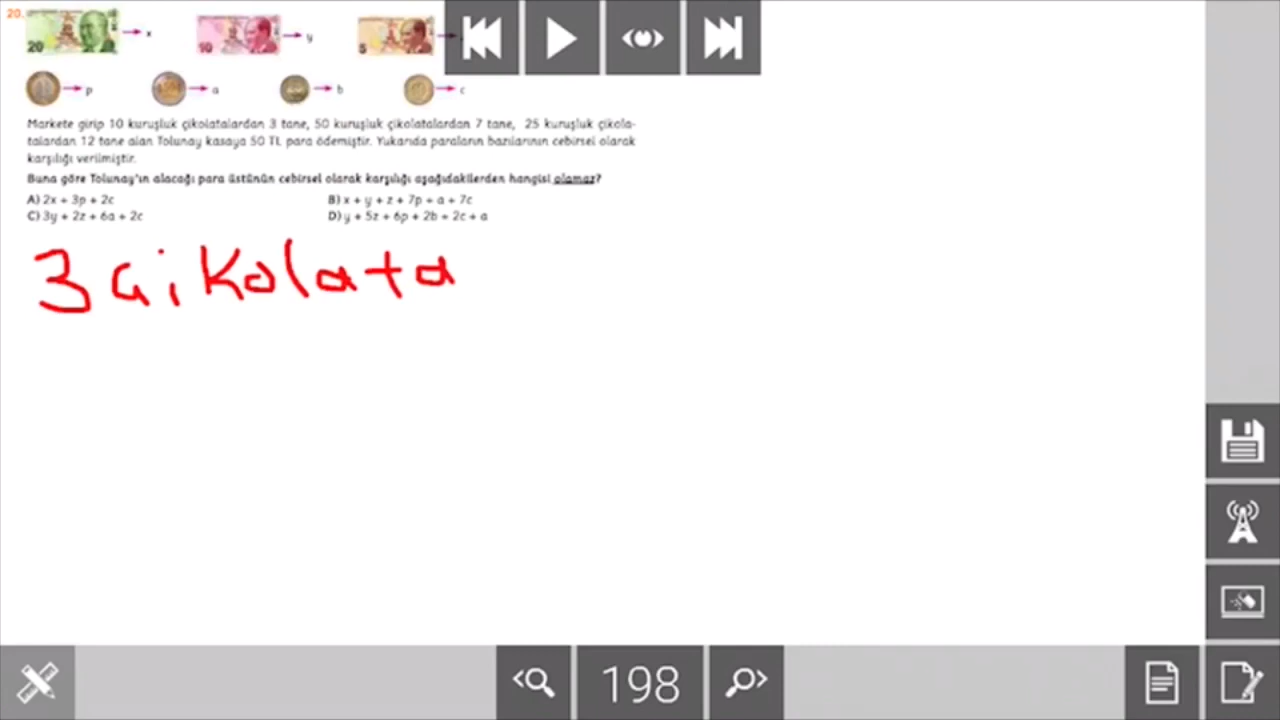 20.
20 → x 10 → y 5 →
→ p → a → b → c
Markete girip 10 kuruşluk çikolatalardan 3 tane, 50 kuruşluk çikolatalardan 7 tane, 25 kuruşluk çikola-
talardan 12 tane alan Tolunay kasaya 50 TL para ödemiştir. Yukarıda paraların bazılarının cebirsel olarak
karşılığı verilmiştir.
Buna göre Tolunay'ın alacağı para üstünün cebirsel olarak karşılığı aşağıdakilerden hangisi olamaz?
A) 2x + 3p + 2c B) x + y + z + 7p + a + 7c
C) 3y + 2z + 6a + 2c D) y + 5z + 6p + 2b + 2c + a
3 çikolata
198